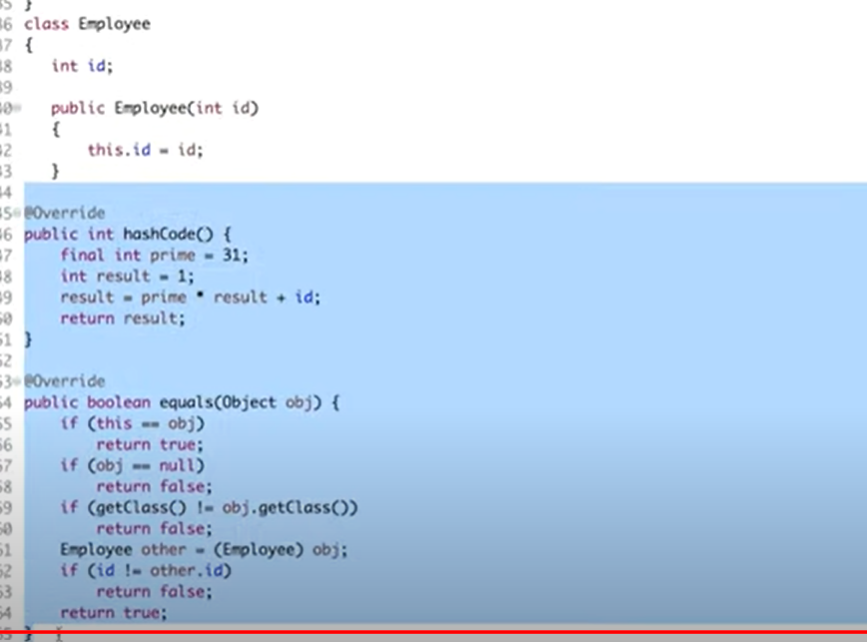 }
class Employee
{
int id;
public Employee(int id)
{
this.id = id;
}
@Override
public int hashCode() {
final int prime = 31;
int result = 1;
result = prime * result + id;
return result;
}
@Override
public boolean equals(Object obj) {
if (this == obj)
return true;
if (obj == null)
return false;
if (getClass() != obj.getClass())
return false;
Employee other = (Employee) obj;
if (id != other.id)
return false;
return true;
}